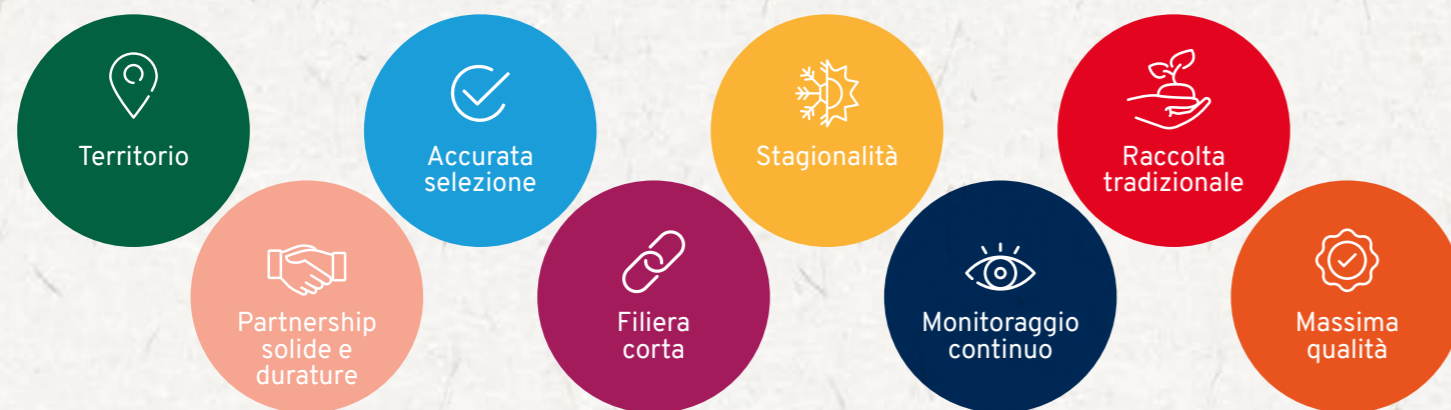 Territorio
Partnership
solide e
durature
Accurata
selezione
Filiera
corta
Stagionalità
Monitoraggio
continuo
Raccolta
tradizionale
Massima
qualità